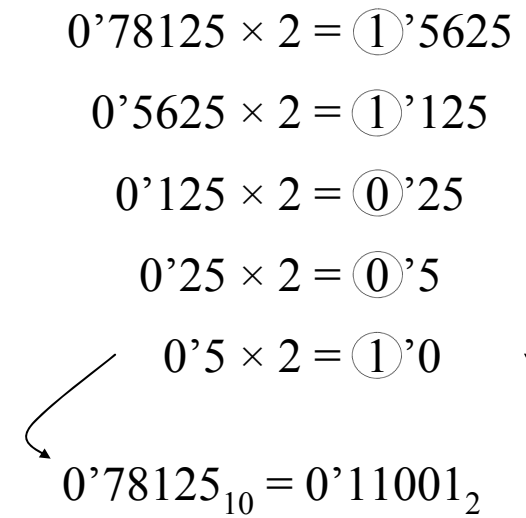 0’78125 × 2 = 1’5625
0’5625 × 2 = 1’125
0’125 × 2 = 0’25
0’25 × 2 = 0’5
0’5 × 2 = 1’0
0’78125₁₀ = 0’11001₂